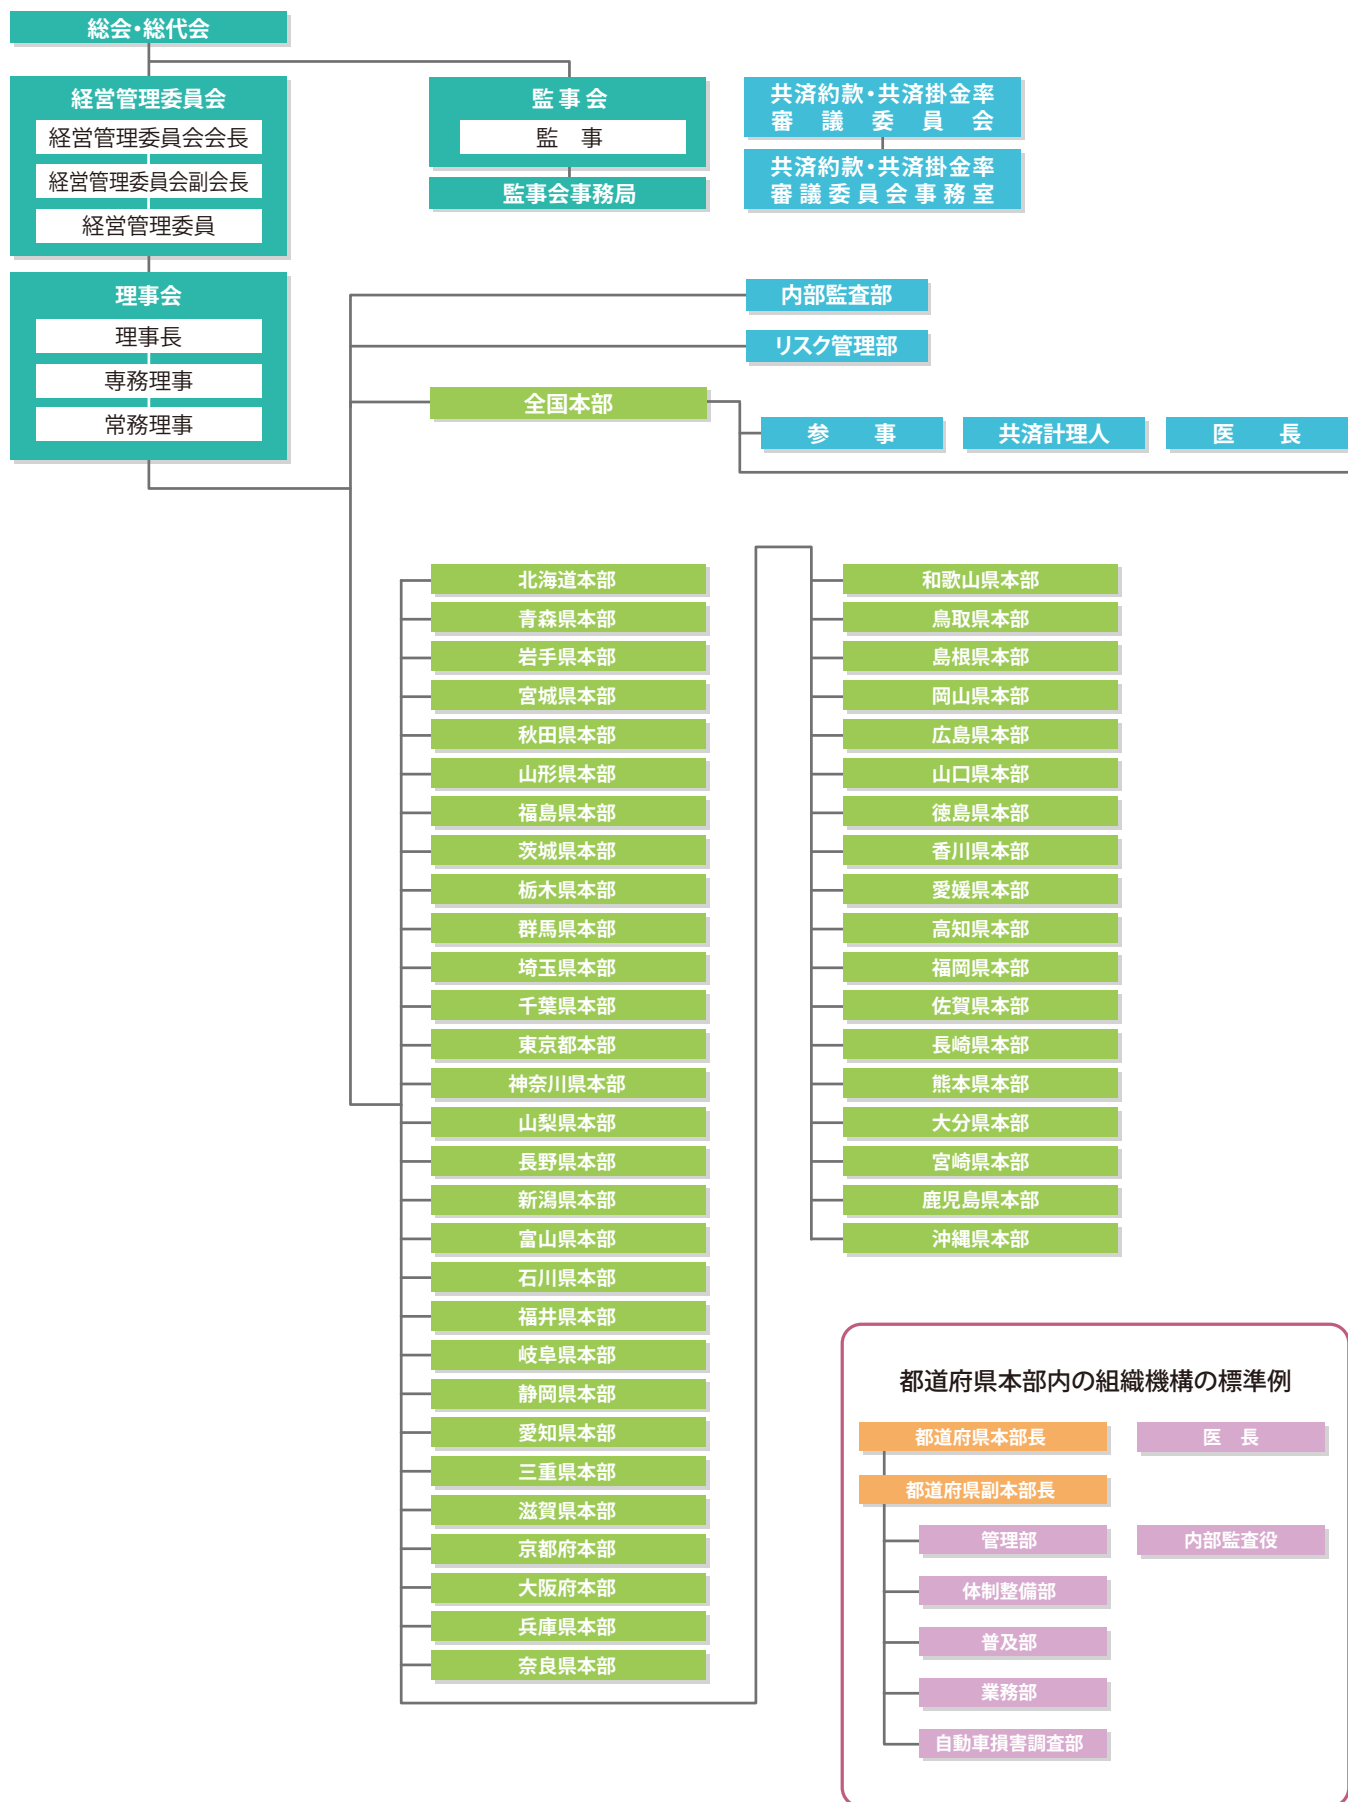 総会・総代会
経営管理委員会
経営管理委員会会長
経営管理委員会副会長
経営管理委員
監事会
監　事
監事会事務局
共済約款・共済掛金率
審議委員会
共済約款・共済掛金率
審議委員会事務室
理事会
理事長
専務理事
常務理事
内部監査部
リスク管理部
全国本部
参　事
共済計理人
医　長
北海道本部
青森県本部
岩手県本部
宮城県本部
秋田県本部
山形県本部
福島県本部
茨城県本部
栃木県本部
群馬県本部
埼玉県本部
千葉県本部
東京都本部
神奈川県本部
山梨県本部
長野県本部
新潟県本部
富山県本部
石川県本部
福井県本部
岐阜県本部
静岡県本部
愛知県本部
三重県本部
滋賀県本部
京都府本部
大阪府本部
兵庫県本部
奈良県本部
和歌山県本部
鳥取県本部
島根県本部
岡山県本部
広島県本部
山口県本部
徳島県本部
香川県本部
愛媛県本部
高知県本部
福岡県本部
佐賀県本部
長崎県本部
熊本県本部
大分県本部
宮崎県本部
鹿児島県本部
沖縄県本部
都道府県本部内の組織機構の標準例
都道府県本部長
医　長
都道府県副本部長
管理部
内部監査役
体制整備部
普及部
業務部
自動車損害調査部